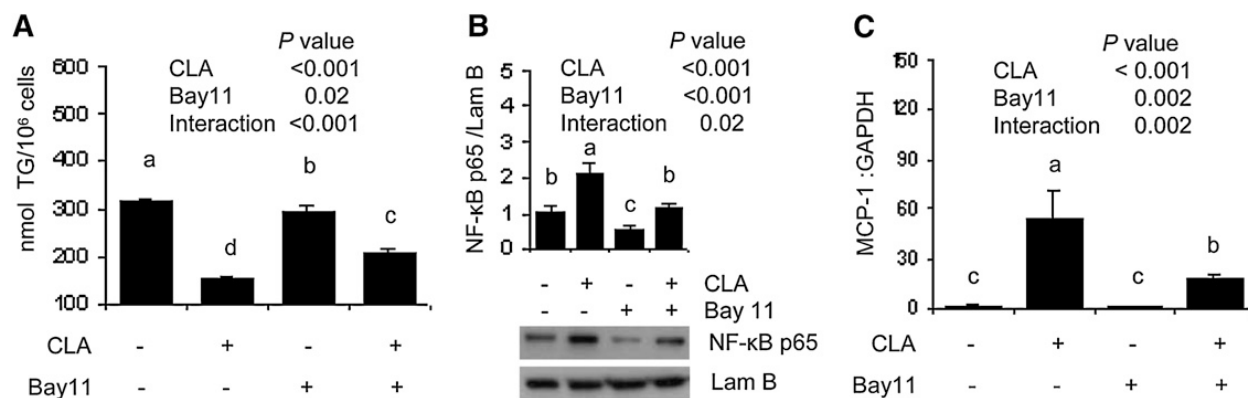 A
P value
CLA <0.001
Bay11 0.02
Interaction <0.001
nmol TG/10⁶ cells
600
500
400
300
200
100
a
d
b
c
CLA - + - +
Bay11 - - + +
B
P value
CLA <0.001
Bay11 <0.001
Interaction 0.02
NF-κB p65/Lam B
5
4
3
2
1
0
b
a
c
b
- + - + CLA
- - + + Bay 11
NF-κB p65
Lam B
C
P value
CLA < 0.001
Bay11 0.002
Interaction 0.002
MCP-1 :GAPDH
150
120
90
60
30
0
c
a
c
b
CLA - + - +
Bay11 - - + +